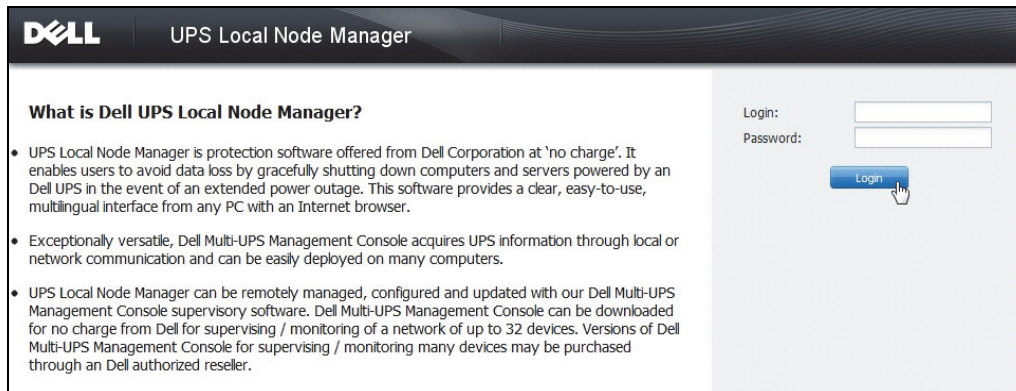 DELL
UPS Local Node Manager
What is Dell UPS Local Node Manager?
• UPS Local Node Manager is protection software offered from Dell Corporation at 'no charge'. It
enables users to avoid data loss by gracefully shutting down computers and servers powered by an
Dell UPS in the event of an extended power outage. This software provides a clear, easy-to-use,
multilingual interface from any PC with an Internet browser.
• Exceptionally versatile, Dell Multi-UPS Management Console acquires UPS information through local or
network communication and can be easily deployed on many computers.
• UPS Local Node Manager can be remotely managed, configured and updated with our Dell Multi-UPS
Management Console supervisory software. Dell Multi-UPS Management Console can be downloaded
for no charge from Dell for supervising / monitoring of a network of up to 32 devices. Versions of Dell
Multi-UPS Management Console for supervising / monitoring many devices may be purchased
through an Dell authorized reseller.
Login:
Password:
Login